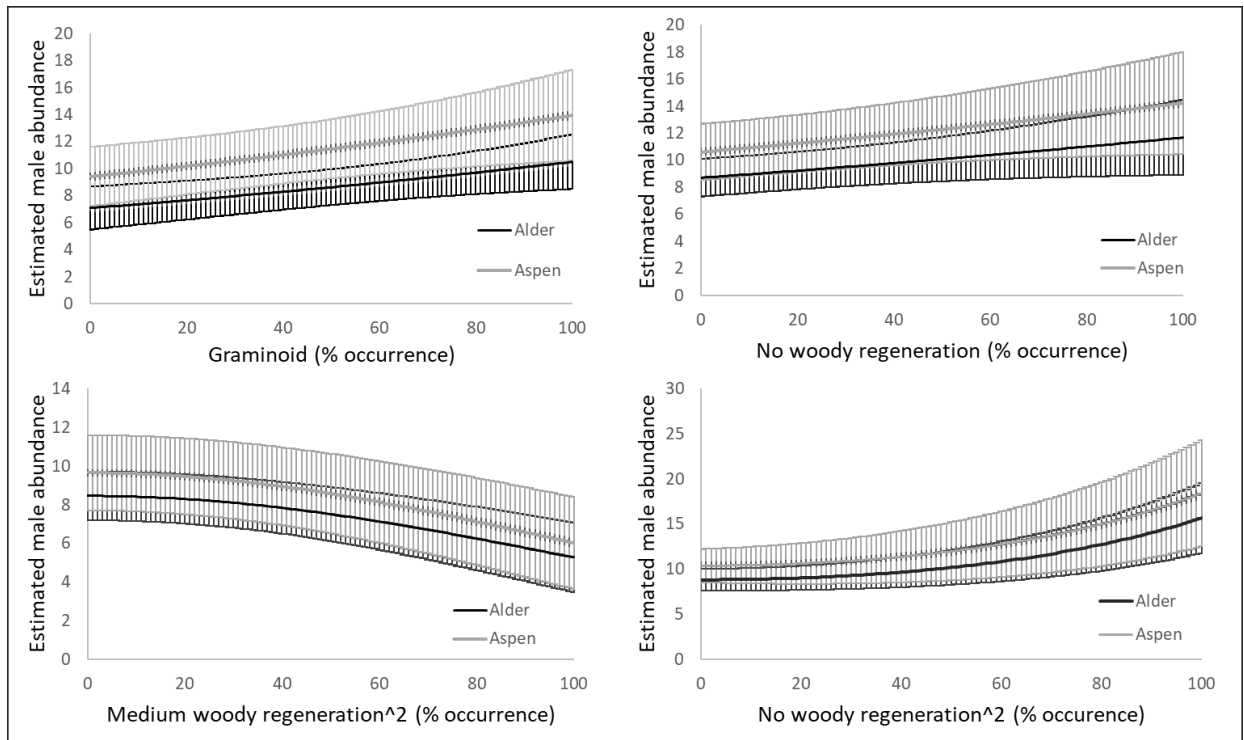 Estimated male abundance
20
18
16
14
12
10
8
6
4
2
0
0 20 40 60 80 100
Graminoid (% occurrence)
Alder
Aspen
Estimated male abundance
20
18
16
14
12
10
8
6
4
2
0
0 20 40 60 80 100
No woody regeneration (% occurrence)
Alder
Aspen
Estimated male abundance
14
12
10
8
6
4
2
0
0 20 40 60 80 100
Medium woody regeneration^2 (% occurrence)
Alder
Aspen
Estimated male abundance
30
25
20
15
10
5
0
0 20 40 60 80 100
No woody regeneration^2 (% occurrence)
Alder
Aspen